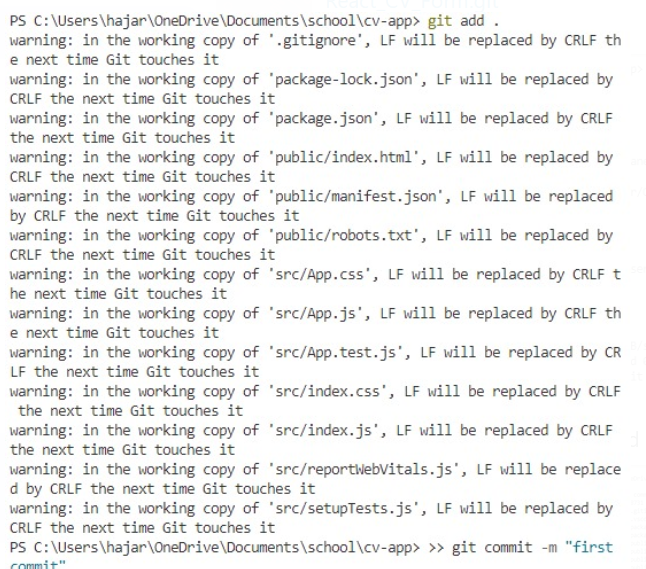 React_CV_Form.git
PS C:\Users\hajar\OneDrive\Documents\school\cv-app> git add .
warning: in the working copy of '.gitignore', LF will be replaced by CRLF th
e next time Git touches it
warning: in the working copy of 'package-lock.json', LF will be replaced by
CRLF the next time Git touches it
warning: in the working copy of 'package.json', LF will be replaced by CRLF
the next time Git touches it
warning: in the working copy of 'public/index.html', LF will be replaced by
CRLF the next time Git touches it
warning: in the working copy of 'public/manifest.json', LF will be replaced
by CRLF the next time Git touches it
warning: in the working copy of 'public/robots.txt', LF will be replaced by
CRLF the next time Git touches it
warning: in the working copy of 'src/App.css', LF will be replaced by CRLF t
he next time Git touches it
warning: in the working copy of 'src/App.js', LF will be replaced by CRLF th
e next time Git touches it
warning: in the working copy of 'src/App.test.js', LF will be replaced by CR
LF the next time Git touches it
warning: in the working copy of 'src/index.css', LF will be replaced by CRLF
 the next time Git touches it
warning: in the working copy of 'src/index.js', LF will be replaced by CRLF
the next time Git touches it
warning: in the working copy of 'src/reportWebVitals.js', LF will be replace
d by CRLF the next time Git touches it
warning: in the working copy of 'src/setupTests.js', LF will be replaced by
CRLF the next time Git touches it
PS C:\Users\hajar\OneDrive\Documents\school\cv-app> >> git commit -m "first
commit"